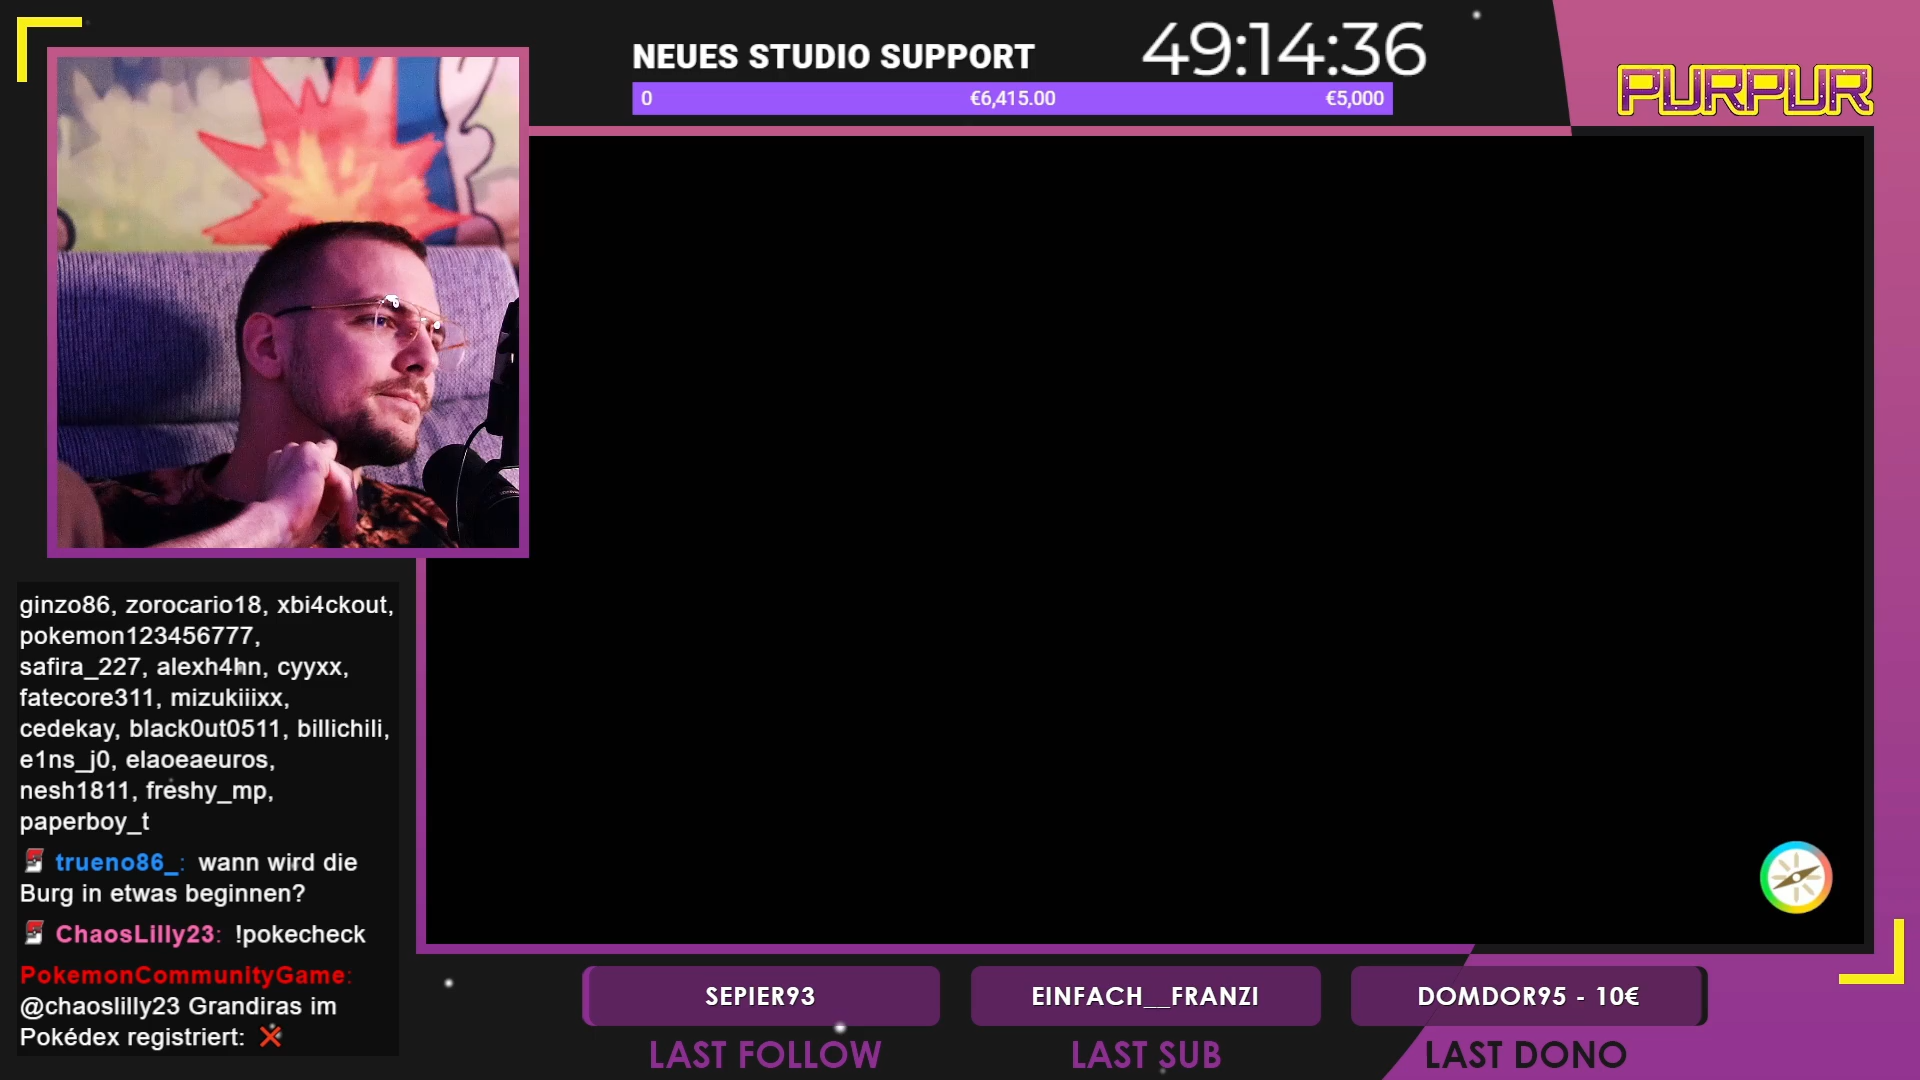 NEUES STUDIO SUPPORT
49:14:36
0 €6,415.00 €5,000
PURPUR
ginzo86, zorocario18, xbi4ckout,
pokemon123456777,
safira_227, alexh4hn, cyyxx,
fatecore311, mizukiiixx,
cedekay, black0ut0511, billichili,
e1ns_j0, elaoeaeuros,
nesh1811, freshy_mp,
paperboy_t
trueno86_: wann wird die
Burg in etwas beginnen?
ChaosLilly23: !pokecheck
PokemonCommunityGame:
@chaoslilly23 Grandiras im
Pokédex registriert: ❌
SEPIER93
LAST FOLLOW
EINFACH__FRANZI
LAST SUB
DOMDOR95 - 10€
LAST DONO